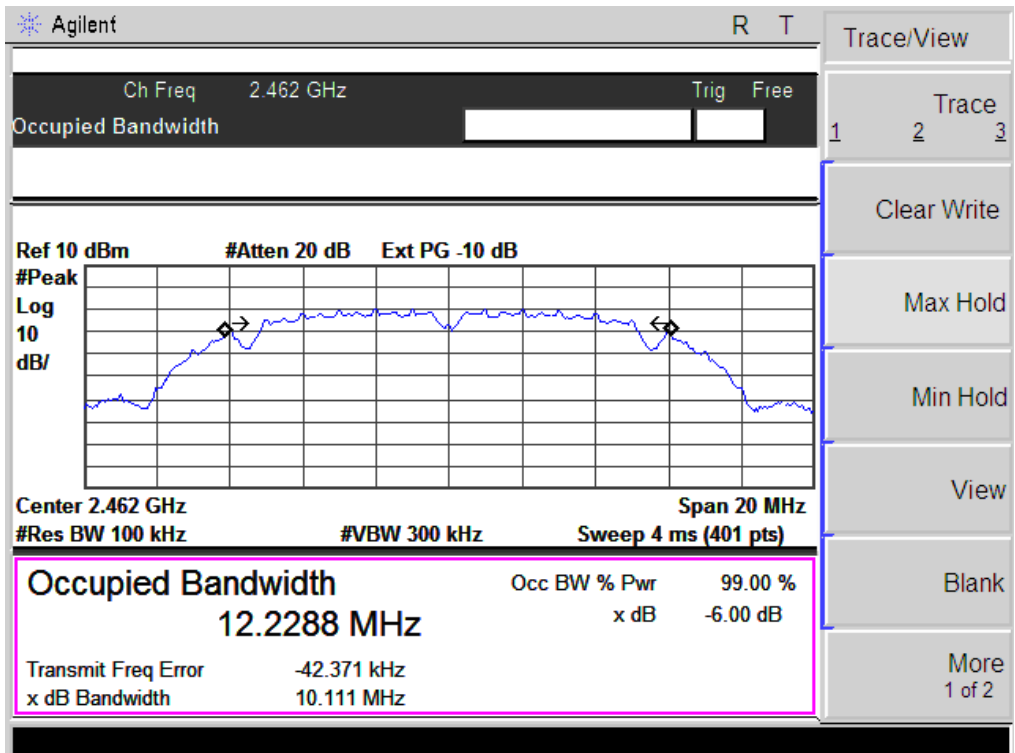 Agilent R T
Trace/View
Ch Freq 2.462 GHz Trig Free
Occupied Bandwidth
Trace
1 2 3
Clear Write
Ref 10 dBm #Atten 20 dB Ext PG -10 dB
#Peak
Log
10
dB/
Max Hold
Min Hold
View
Center 2.462 GHz Span 20 MHz
#Res BW 100 kHz #VBW 300 kHz Sweep 4 ms (401 pts)
Occupied Bandwidth Occ BW % Pwr 99.00 %
12.2288 MHz x dB -6.00 dB
Blank
Transmit Freq Error -42.371 kHz
x dB Bandwidth 10.111 MHz
More
1 of 2